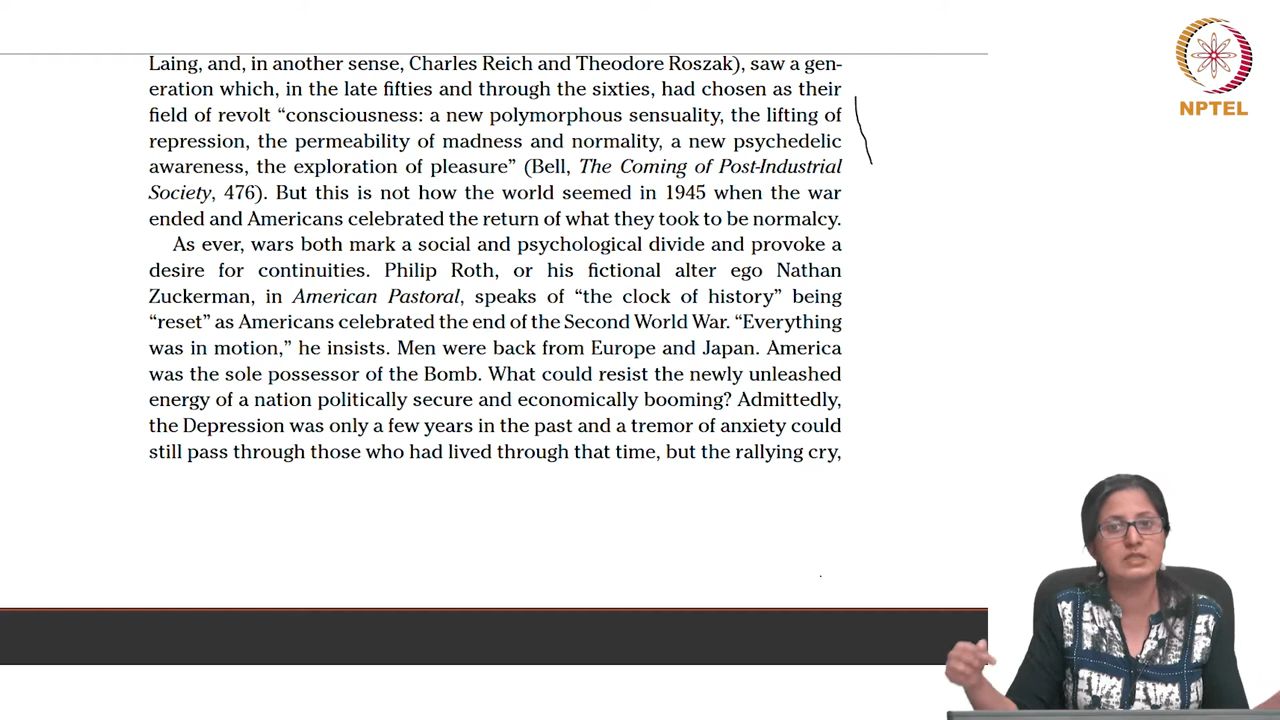 Laing, and, in another sense, Charles Reich and Theodore Roszak), saw a gen-
eration which, in the late fifties and through the sixties, had chosen as their
field of revolt “consciousness: a new polymorphous sensuality, the lifting of
repression, the permeability of madness and normality, a new psychedelic
awareness, the exploration of pleasure” (Bell, The Coming of Post-Industrial
Society, 476). But this is not how the world seemed in 1945 when the war
ended and Americans celebrated the return of what they took to be normalcy.
As ever, wars both mark a social and psychological divide and provoke a
desire for continuities. Philip Roth, or his fictional alter ego Nathan
Zuckerman, in American Pastoral, speaks of “the clock of history” being
“reset” as Americans celebrated the end of the Second World War. “Everything
was in motion,” he insists. Men were back from Europe and Japan. America
was the sole possessor of the Bomb. What could resist the newly unleashed
energy of a nation politically secure and economically booming? Admittedly,
the Depression was only a few years in the past and a tremor of anxiety could
still pass through those who had lived through that time, but the rallying cry,
NPTEL